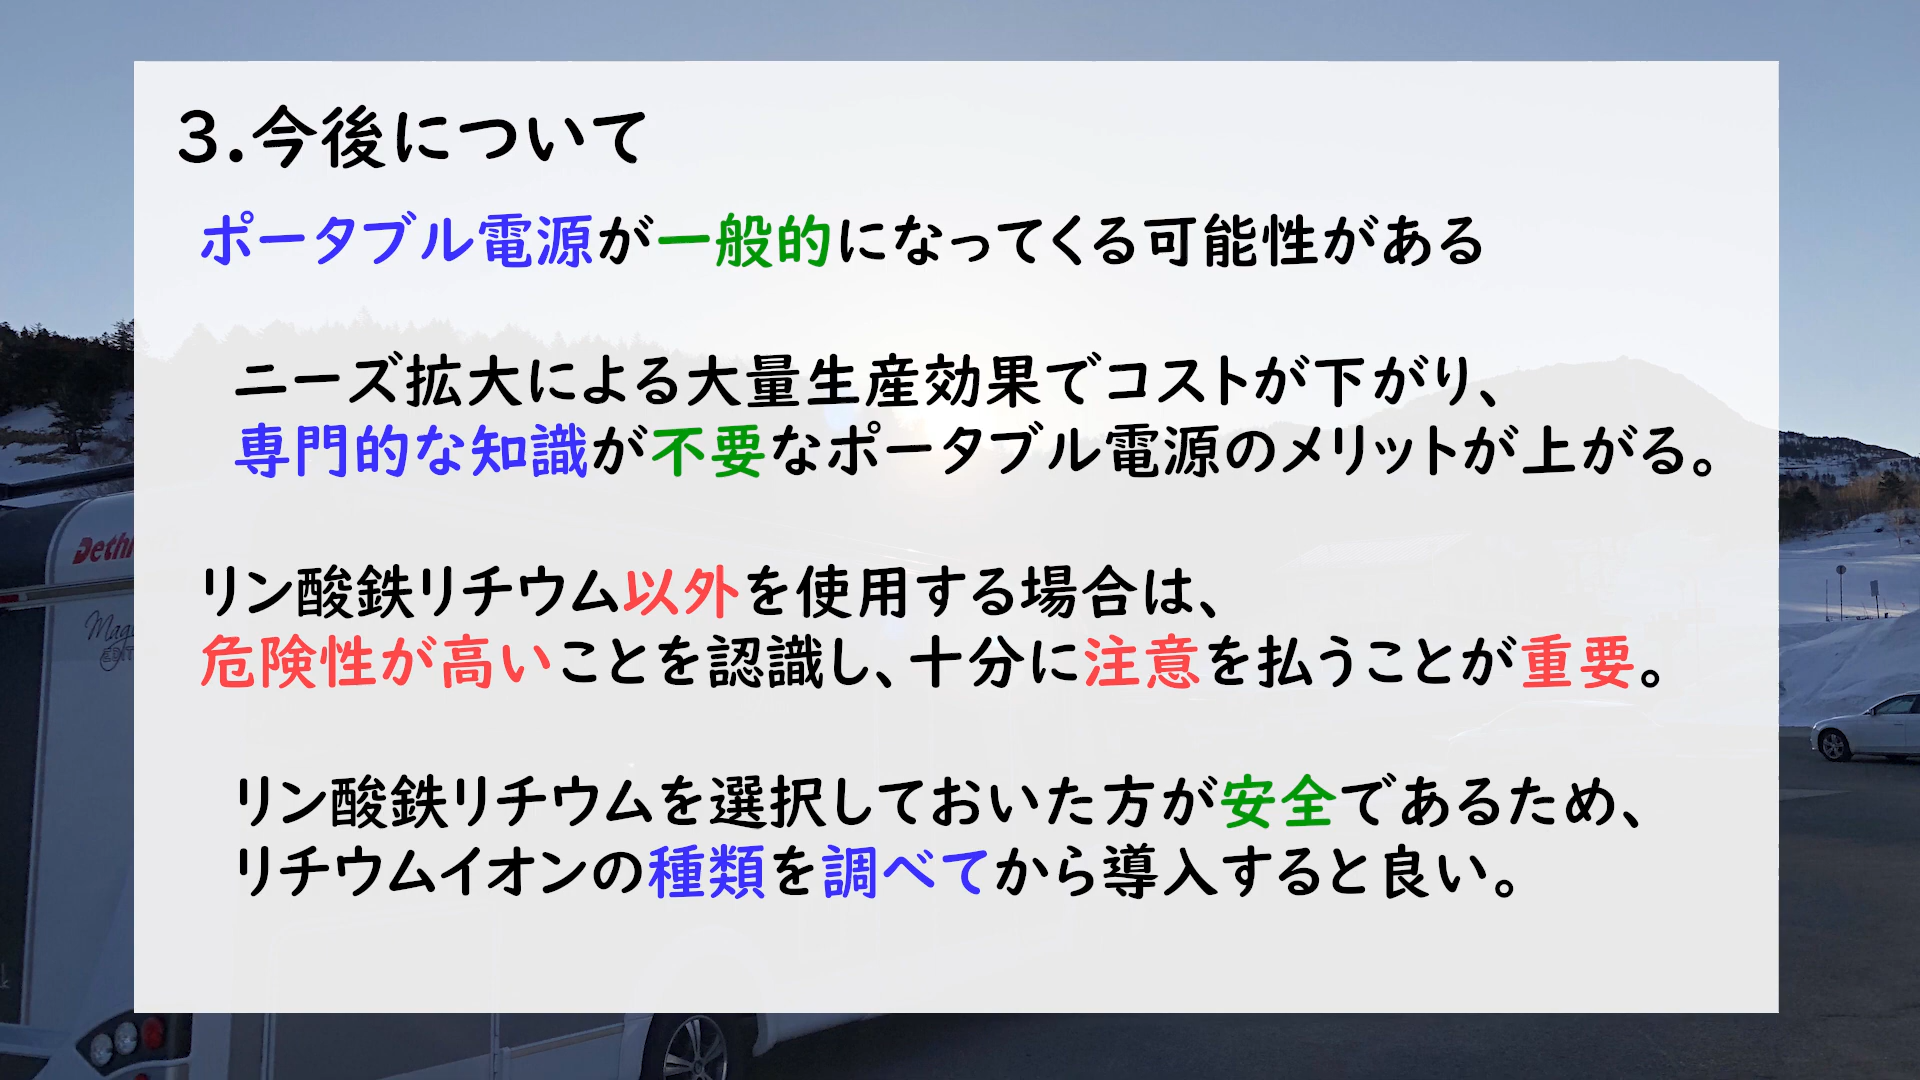 3.今後について
ポータブル電源が一般的になってくる可能性がある
ニーズ拡大による大量生産効果でコストが下がり、
専門的な知識が不要なポータブル電源のメリットが上がる。
リン酸鉄リチウム以外を使用する場合は、
危険性が高いことを認識し、十分に注意を払うことが重要。
リン酸鉄リチウムを選択しておいた方が安全であるため、
リチウムイオンの種類を調べてから導入すると良い。